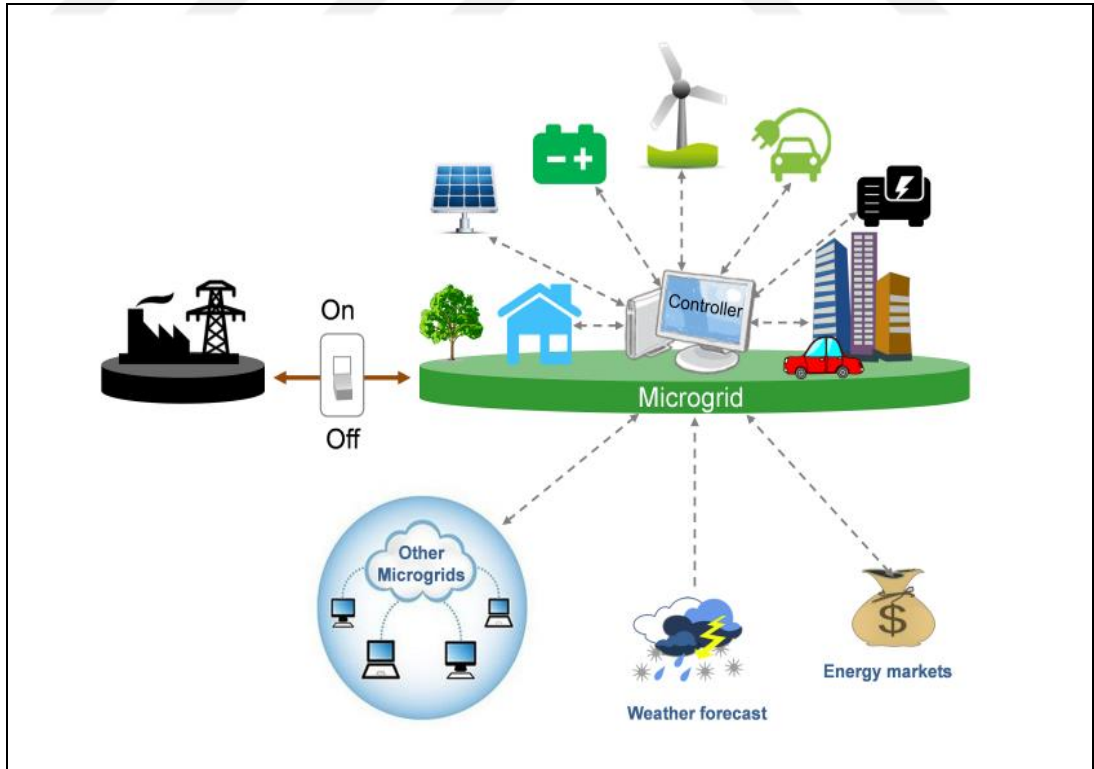 On
Off
Controller
Microgrid
Other
Microgrids
$
Energy markets
Weather forecast